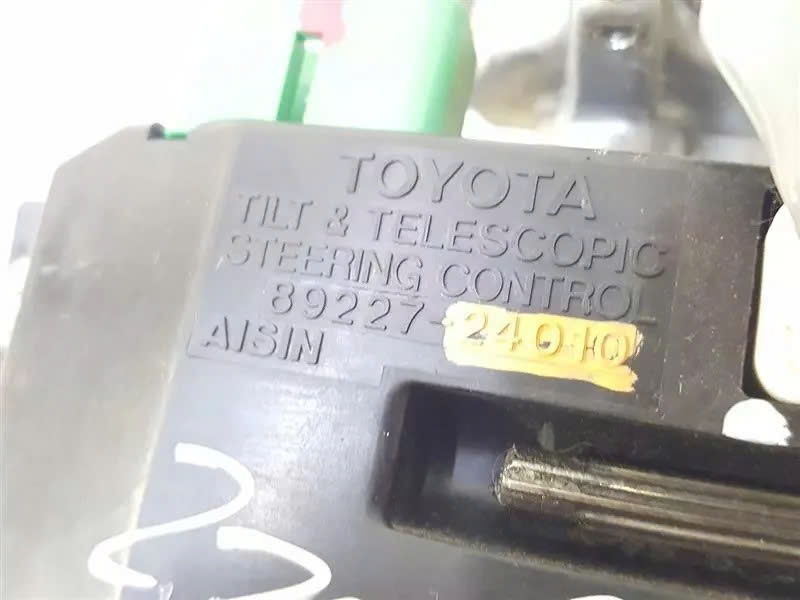 TOYOTA
TILT & TELESCOPIC
STEERING CONTROL
89227-24010
AISIN